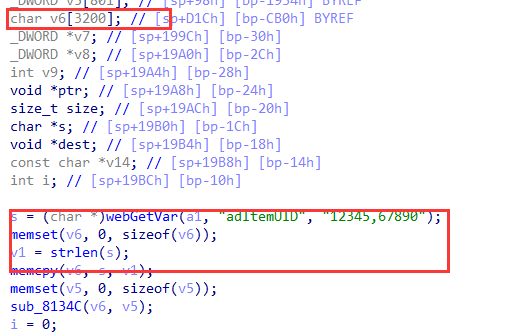 _DWORD v5[801]; // [sp+98h] [bp-1934h] BYREF
char v6[3200]; // [sp+D1Ch] [bp-CB0h] BYREF
_DWORD *v7; // [sp+199Ch] [bp-30h]
_DWORD *v8; // [sp+19A0h] [bp-2Ch]
int v9; // [sp+19A4h] [bp-28h]
void *ptr; // [sp+19A8h] [bp-24h]
size_t size; // [sp+19ACh] [bp-20h]
char *s; // [sp+19B0h] [bp-1Ch]
void *dest; // [sp+19B4h] [bp-18h]
const char *v14; // [sp+19B8h] [bp-14h]
int i; // [sp+19BCh] [bp-10h]
s = (char *)webGetVar(a1, "adItemUID", "12345,67890");
memset(v6, 0, sizeof(v6));
v1 = strlen(s);
memcpy(v6, s, v1);
memset(v5, 0, sizeof(v5));
sub_8134C(v6, v5);
i = 0;